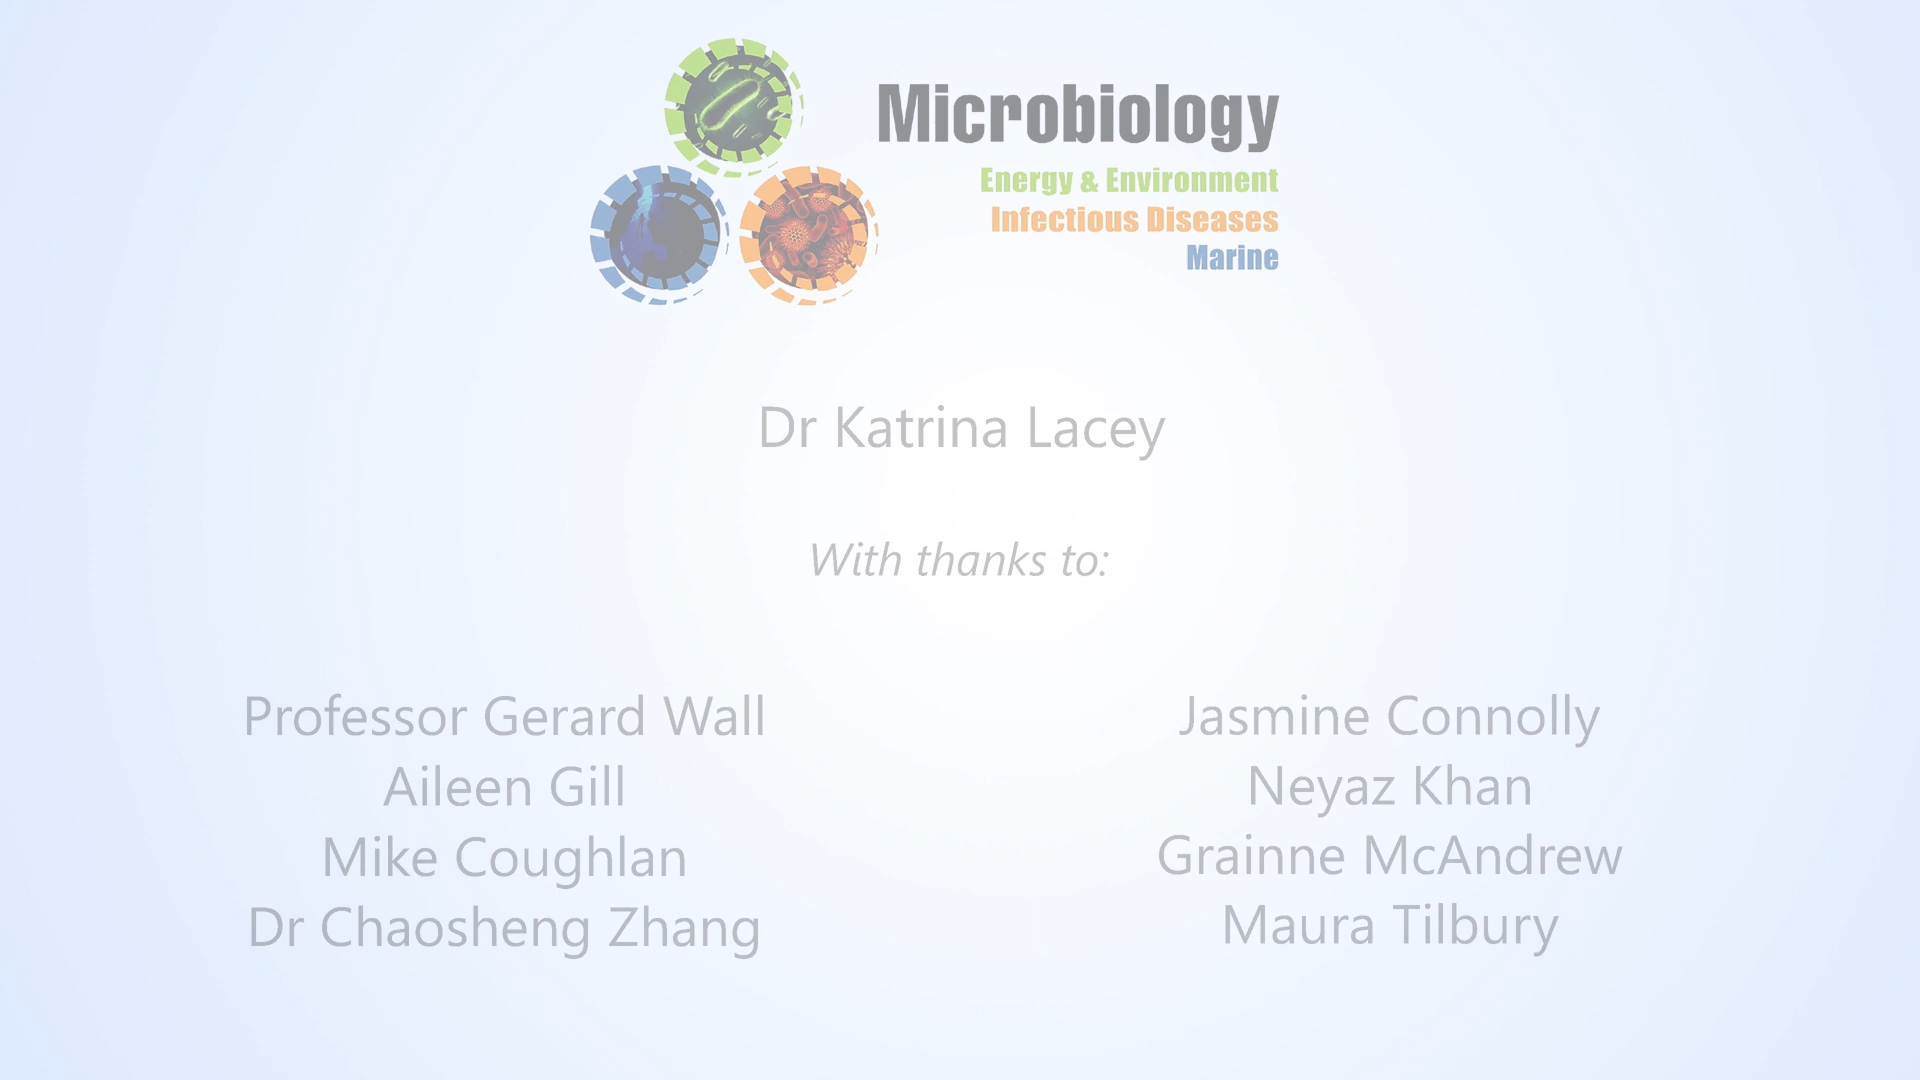 Microbiology
Energy & Environment
Infectious Diseases
Marine
Dr Katrina Lacey
With thanks to:
Professor Gerard Wall
Aileen Gill
Mike Coughlan
Dr Chaosheng Zhang
Jasmine Connolly
Neyaz Khan
Grainne McAndrew
Maura Tilbury